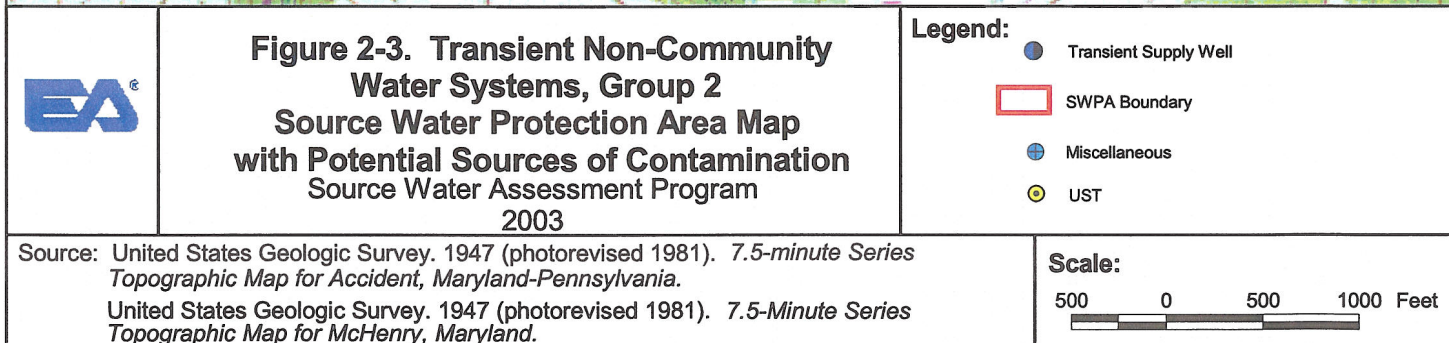 EA®
Figure 2-3. Transient Non-Community
Water Systems, Group 2
Source Water Protection Area Map
with Potential Sources of Contamination
Source Water Assessment Program
2003
Legend:
Transient Supply Well
SWPA Boundary
Miscellaneous
UST
Source: United States Geologic Survey. 1947 (photorevised 1981). 7.5-minute Series
Topographic Map for Accident, Maryland-Pennsylvania.
United States Geologic Survey. 1947 (photorevised 1981). 7.5-Minute Series
Topographic Map for McHenry, Maryland.
Scale:
500 0 500 1000 Feet